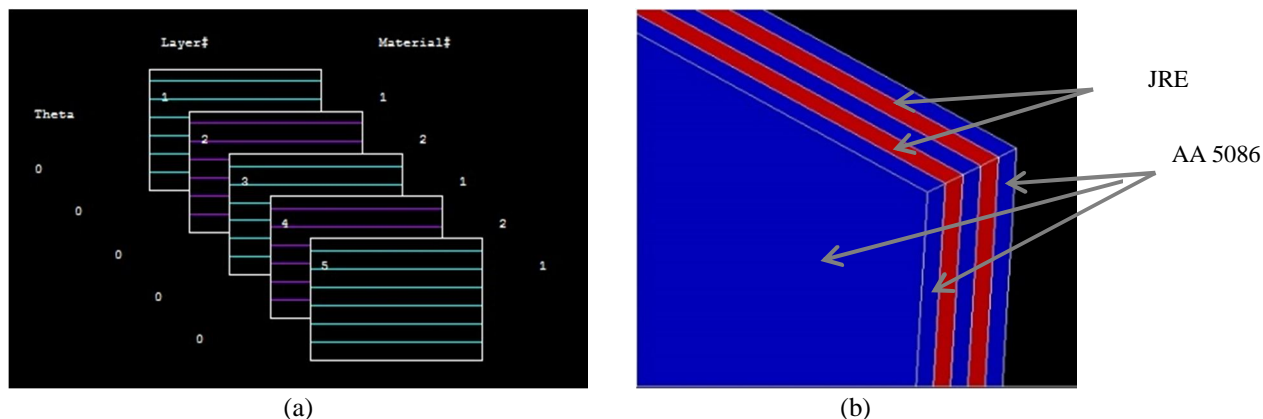 Layer# Material#
1 1
Theta
2 2
0 3 1
0 4 2
0 5 1
0
0
JRE
AA 5086
(a) (b)